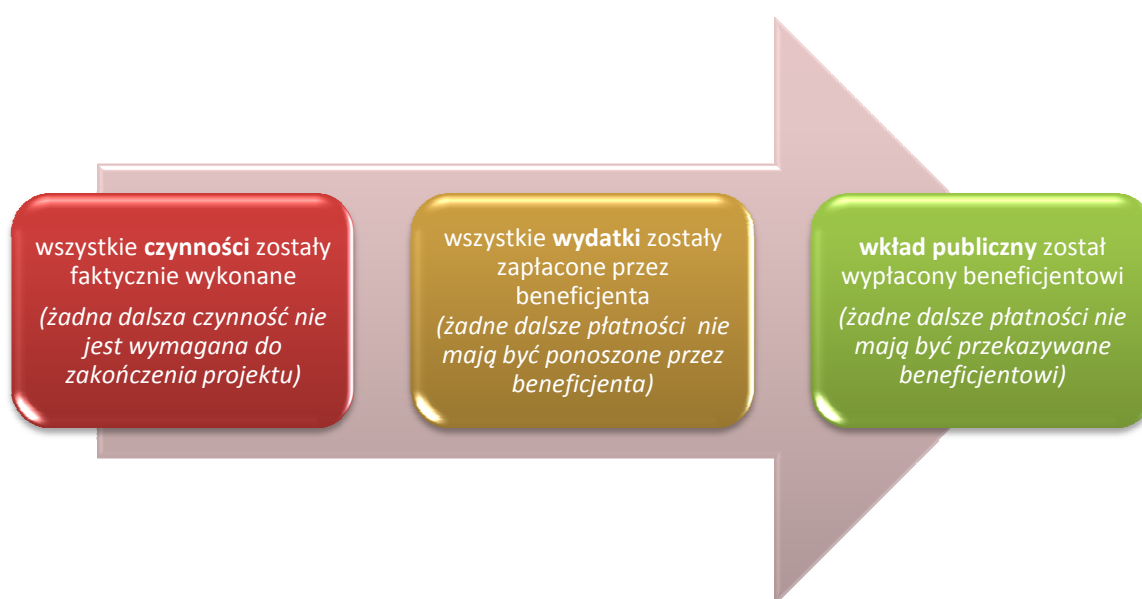 wszystkie czynności zostały
faktycznie wykonane
(żadna dalsza czynność nie
jest wymagana do
zakończenia projektu)
wszystkie wydatki zostały
zapłacone przez
beneficjenta
(żadne dalsze płatności nie
mają być ponoszone przez
beneficjenta)
wkład publiczny został
wypłacony beneficjentowi
(żadne dalsze płatności nie
mają być przekazywane
beneficjentowi)